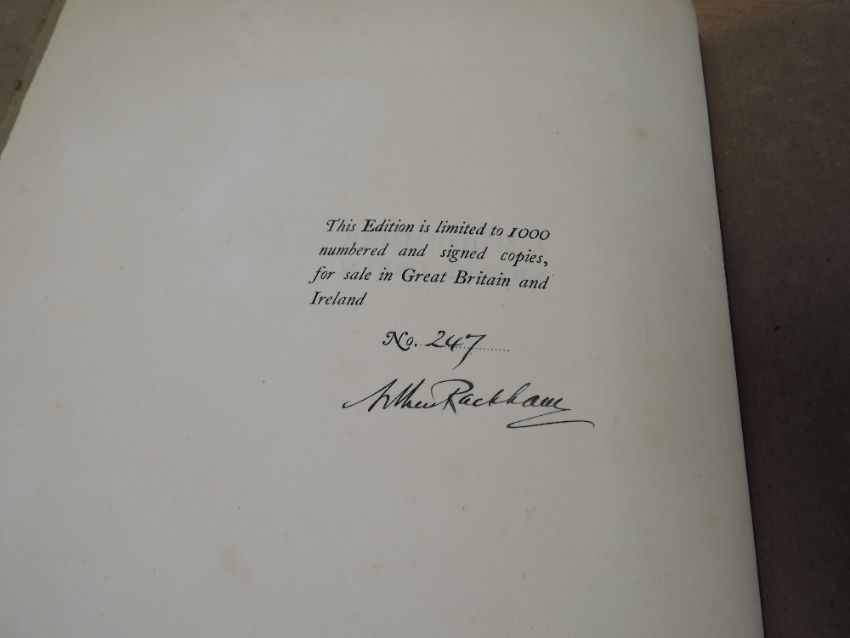 This Edition is limited to 1000
numbered and signed copies,
for sale in Great Britain and
Ireland
No. 247
Arthur Rackham